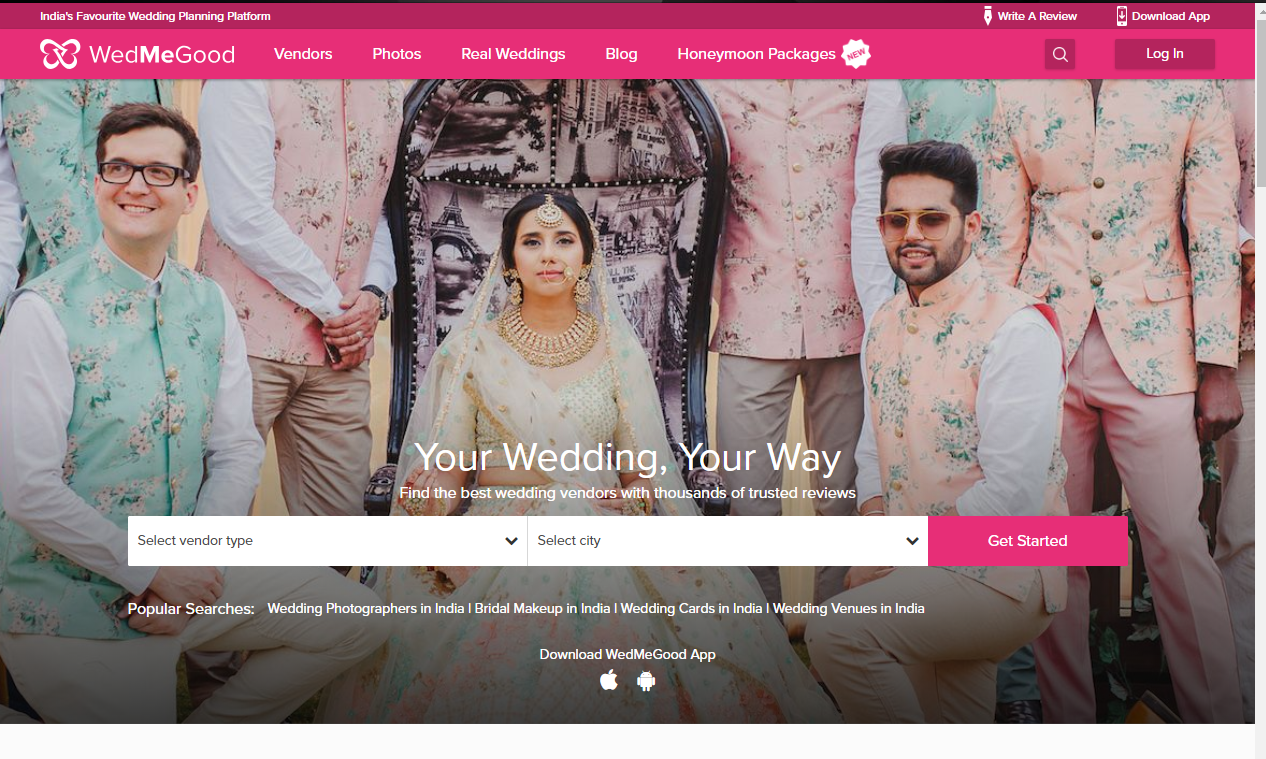 India's Favourite Wedding Planning Platform
Write A Review
Download App
WedMeGood
Vendors
Photos
Real Weddings
Blog
Honeymoon Packages
NEW
Log In
Your Wedding, Your Way
Find the best wedding vendors with thousands of trusted reviews
Select vendor type
Select city
Get Started
Popular Searches: Wedding Photographers in India | Bridal Makeup in India | Wedding Cards in India | Wedding Venues in India
Download WedMeGood App